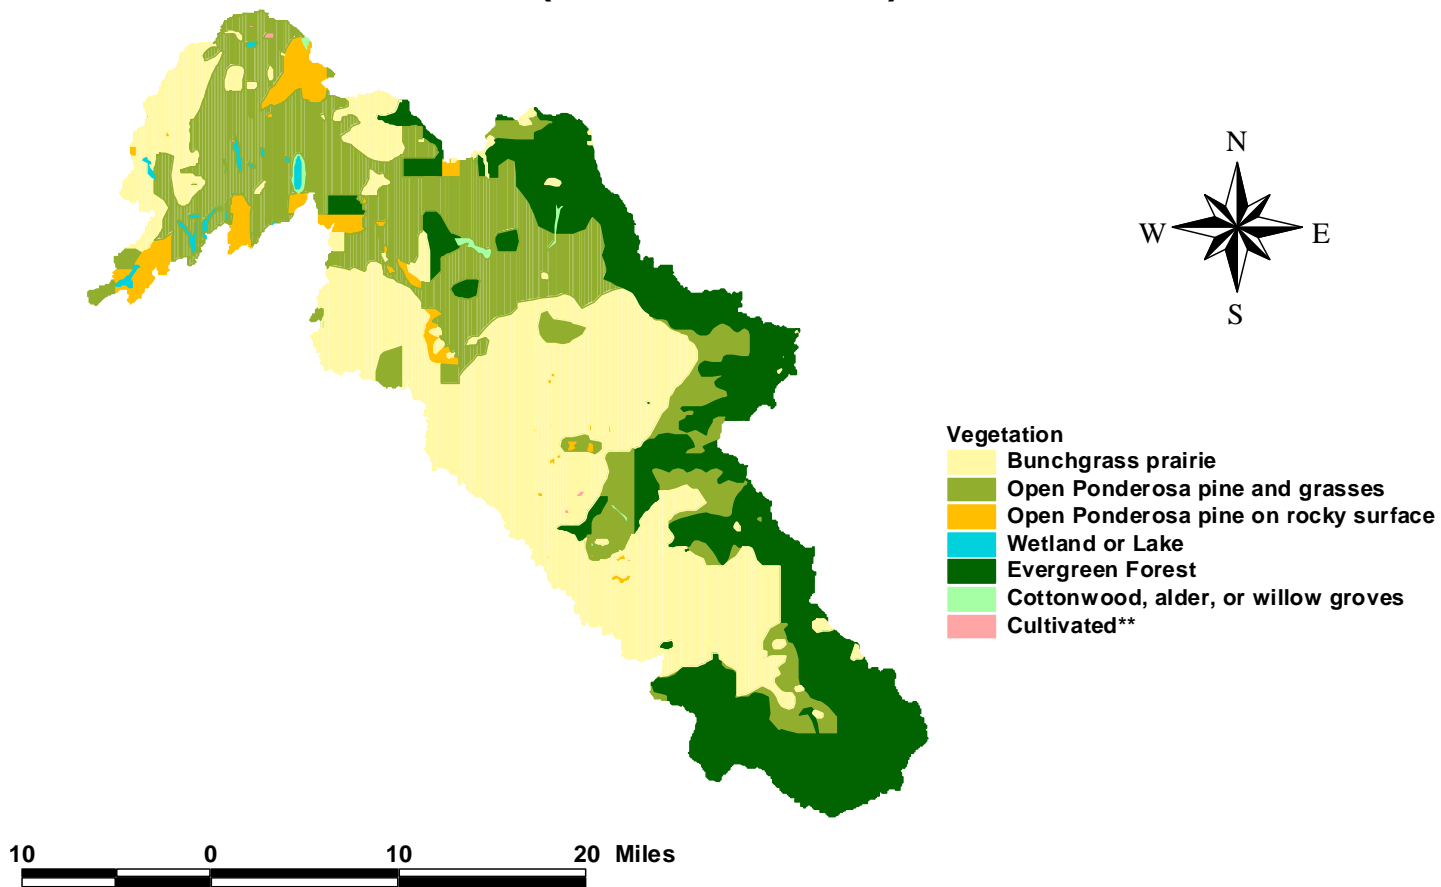 N
W E
S
Vegetation
Bunchgrass prairie
Open Ponderosa pine and grasses
Open Ponderosa pine on rocky surface
Wetland or Lake
Evergreen Forest
Cottonwood, alder, or willow groves
Cultivated**
10 0 10 20 Miles